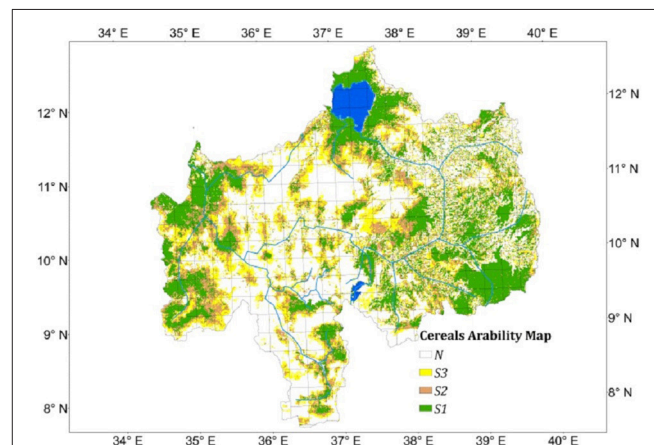 34° E 35° E 36° E 37° E 38° E 39° E 40° E
12° N 12° N
11° N 11° N
10° N 10° N
9° N 9° N
8° N 8° N
Cereals Arability Map
N
S3
S2
S1
34° E 35° E 36° E 37° E 38° E 39° E 40° E